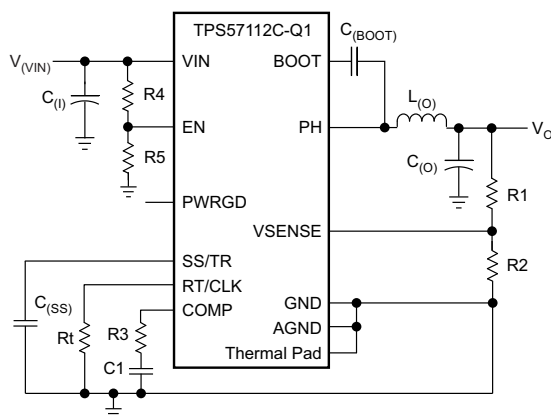 TPS57112C-Q1
C(BOOT)
V(VIN)
VIN
BOOT
C(I)
R4
L(O)
EN
PH
VO
R5
C(O)
R1
PWRGD
VSENSE
R2
SS/TR
RT/CLK
C(SS)
COMP
GND
Rt
R3
AGND
C1
Thermal Pad